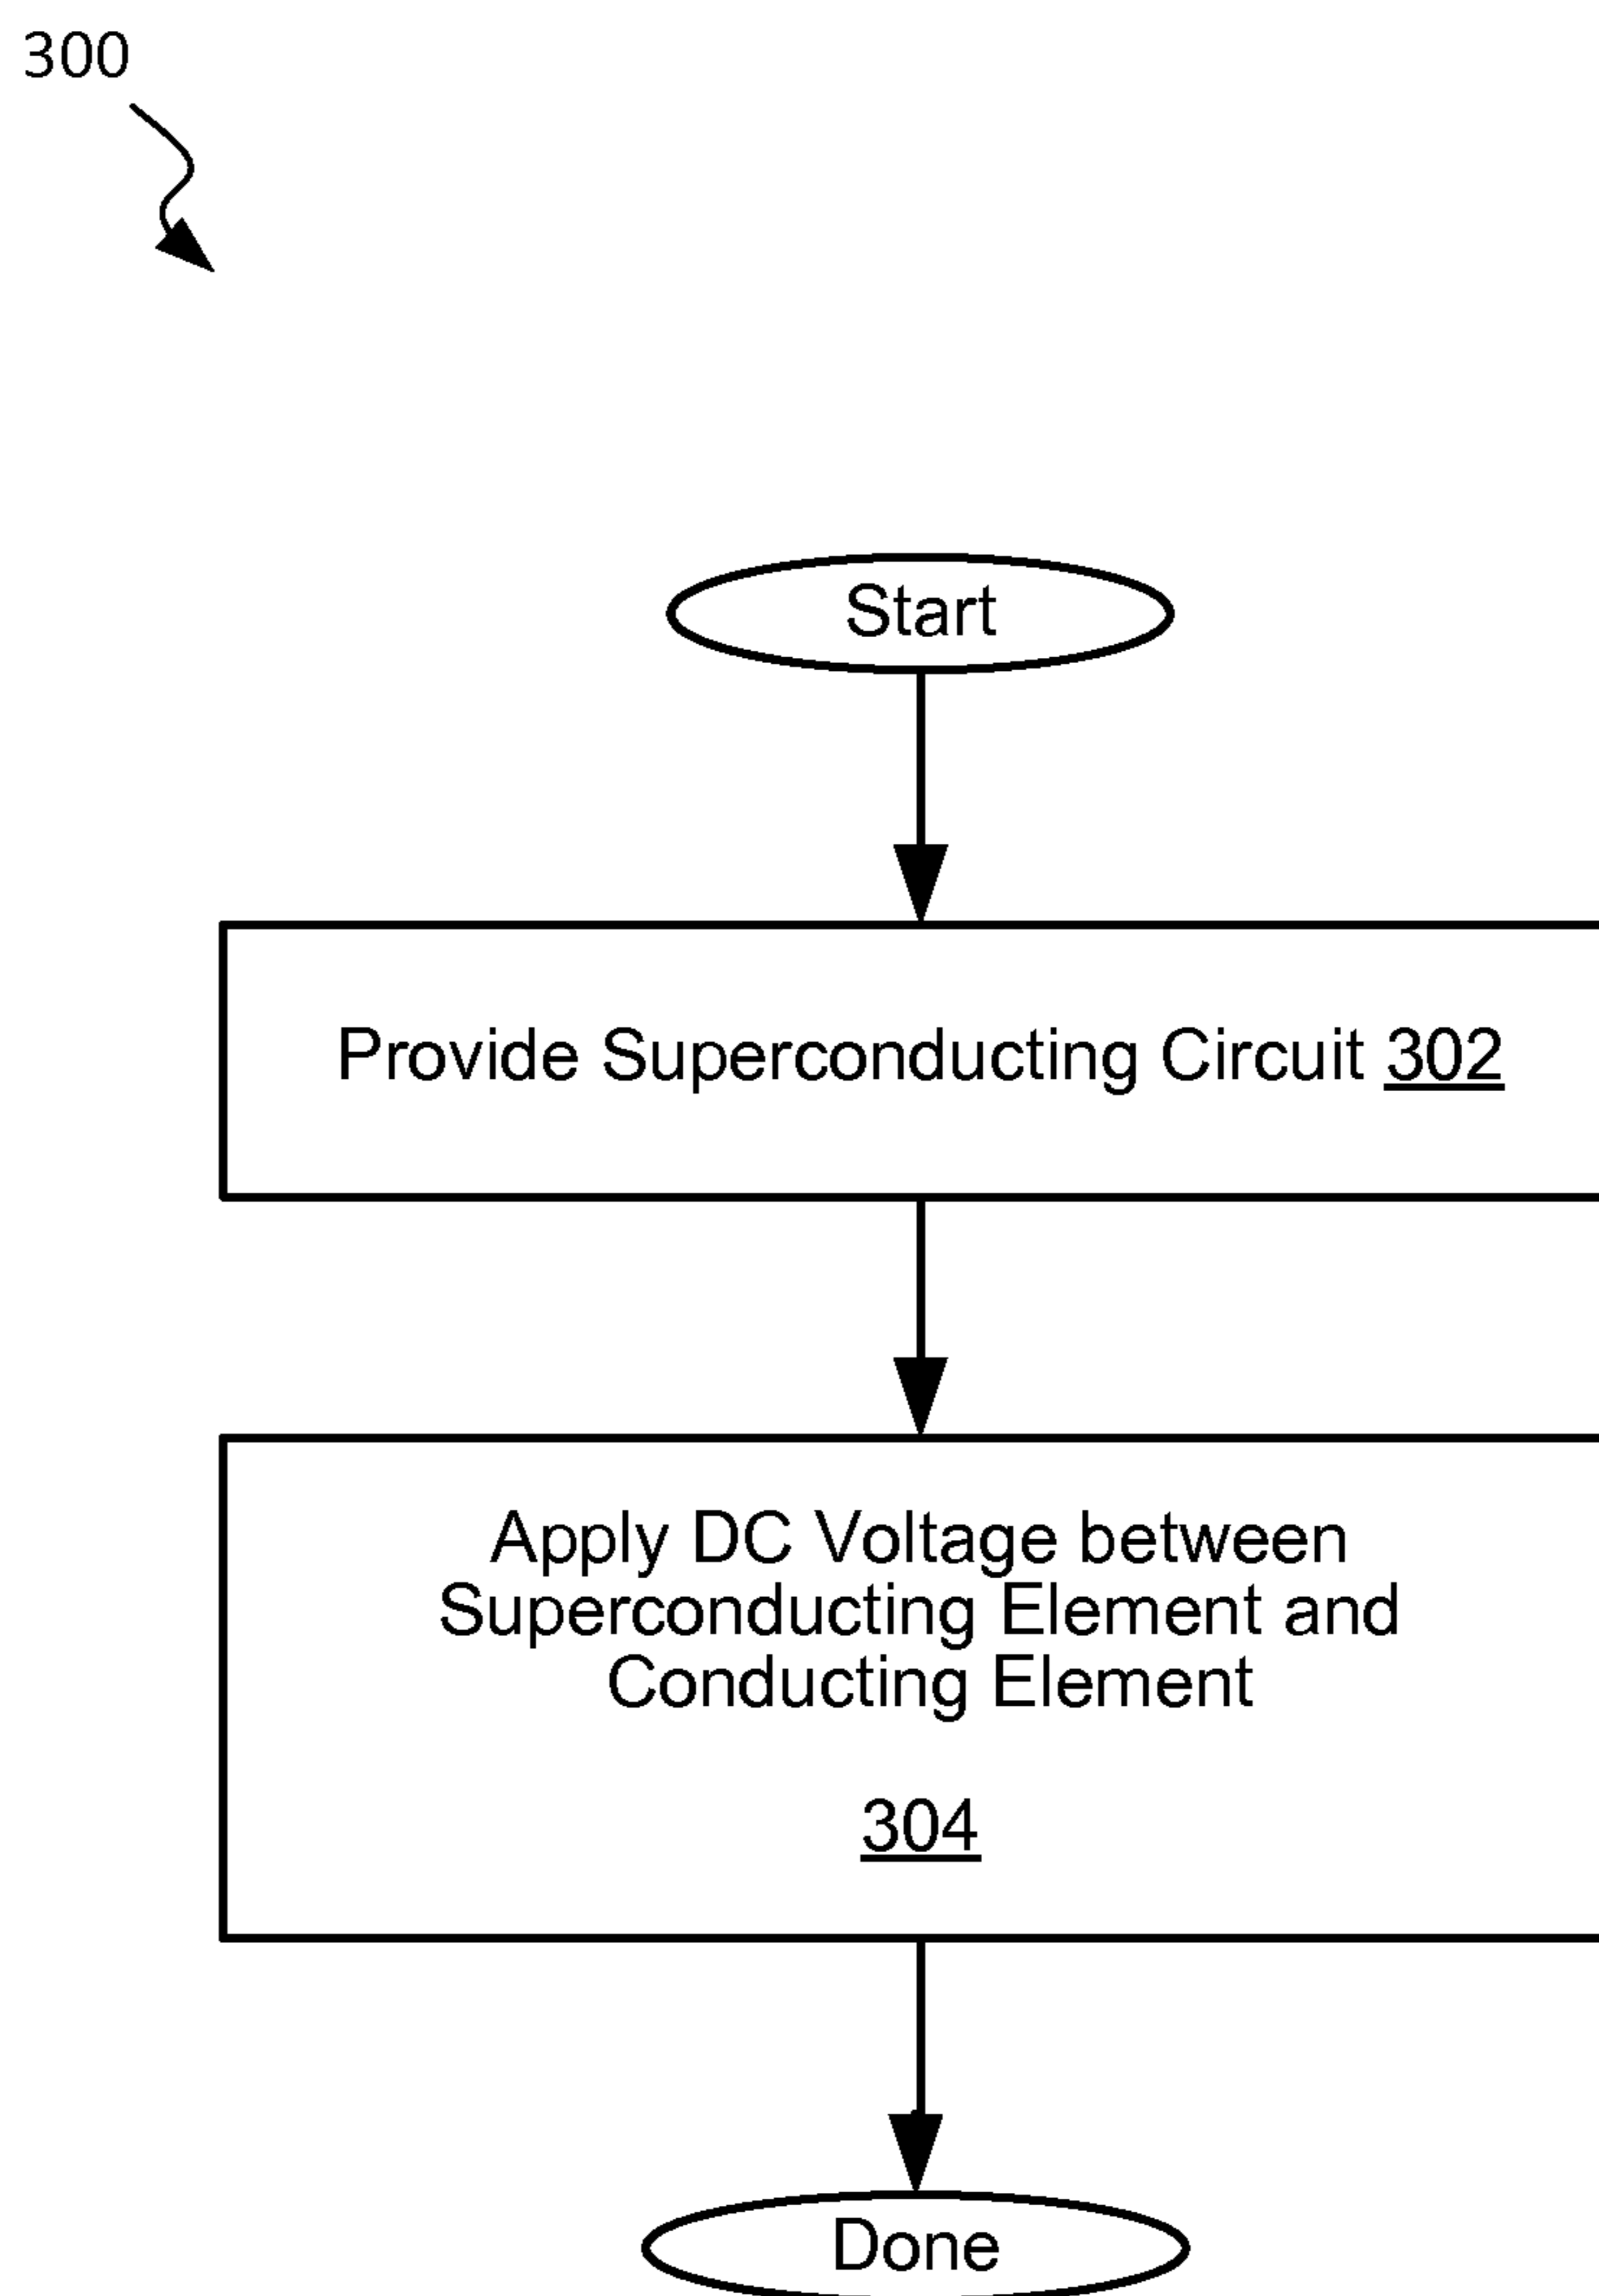 300
Start
Provide Superconducting Circuit 302
Apply DC Voltage between
Superconducting Element and
Conducting Element
304
Done